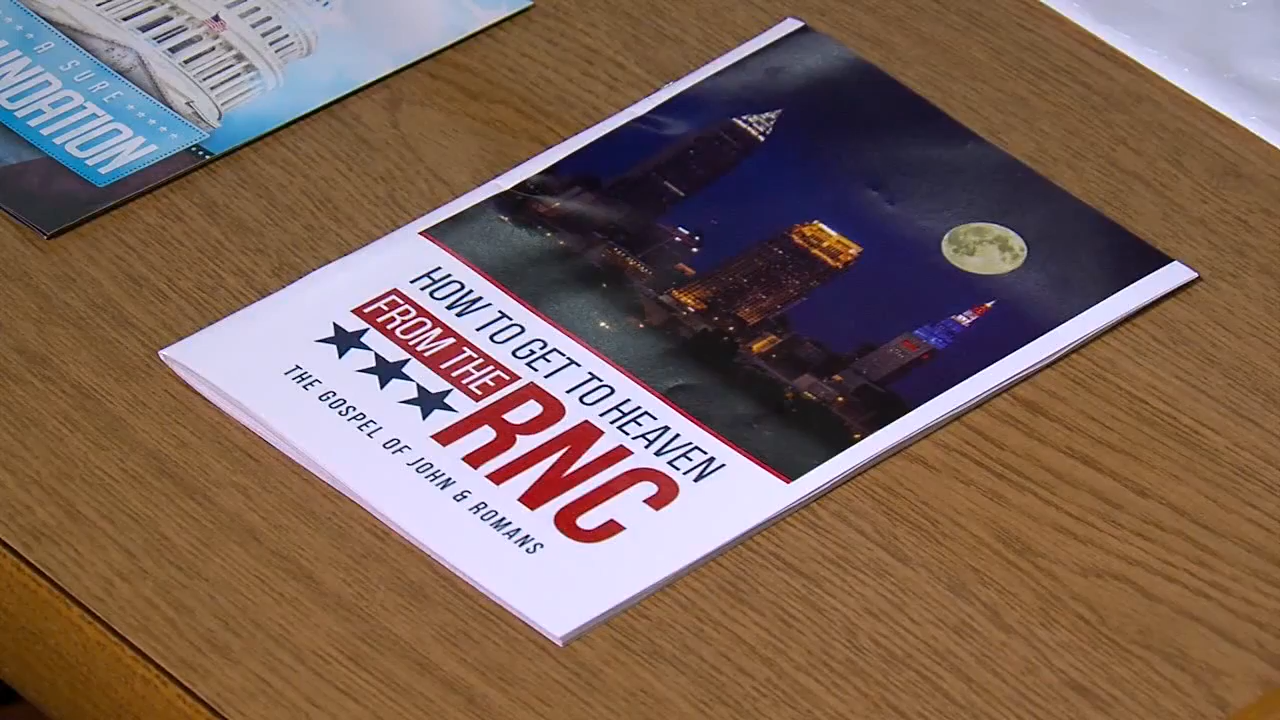 A SURE
UNDATION
HOW TO GET TO HEAVEN
FROM THE
RNC
THE GOSPEL OF JOHN & ROMANS